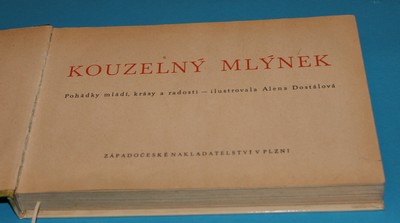 KOUZELNÝ MLÝNEK
Pohádky mládí, krásy a radosti – ilustrovala Alena Dostálová
ZÁPADOČESKÉ NAKLADATELSTVÍ V PLZNI